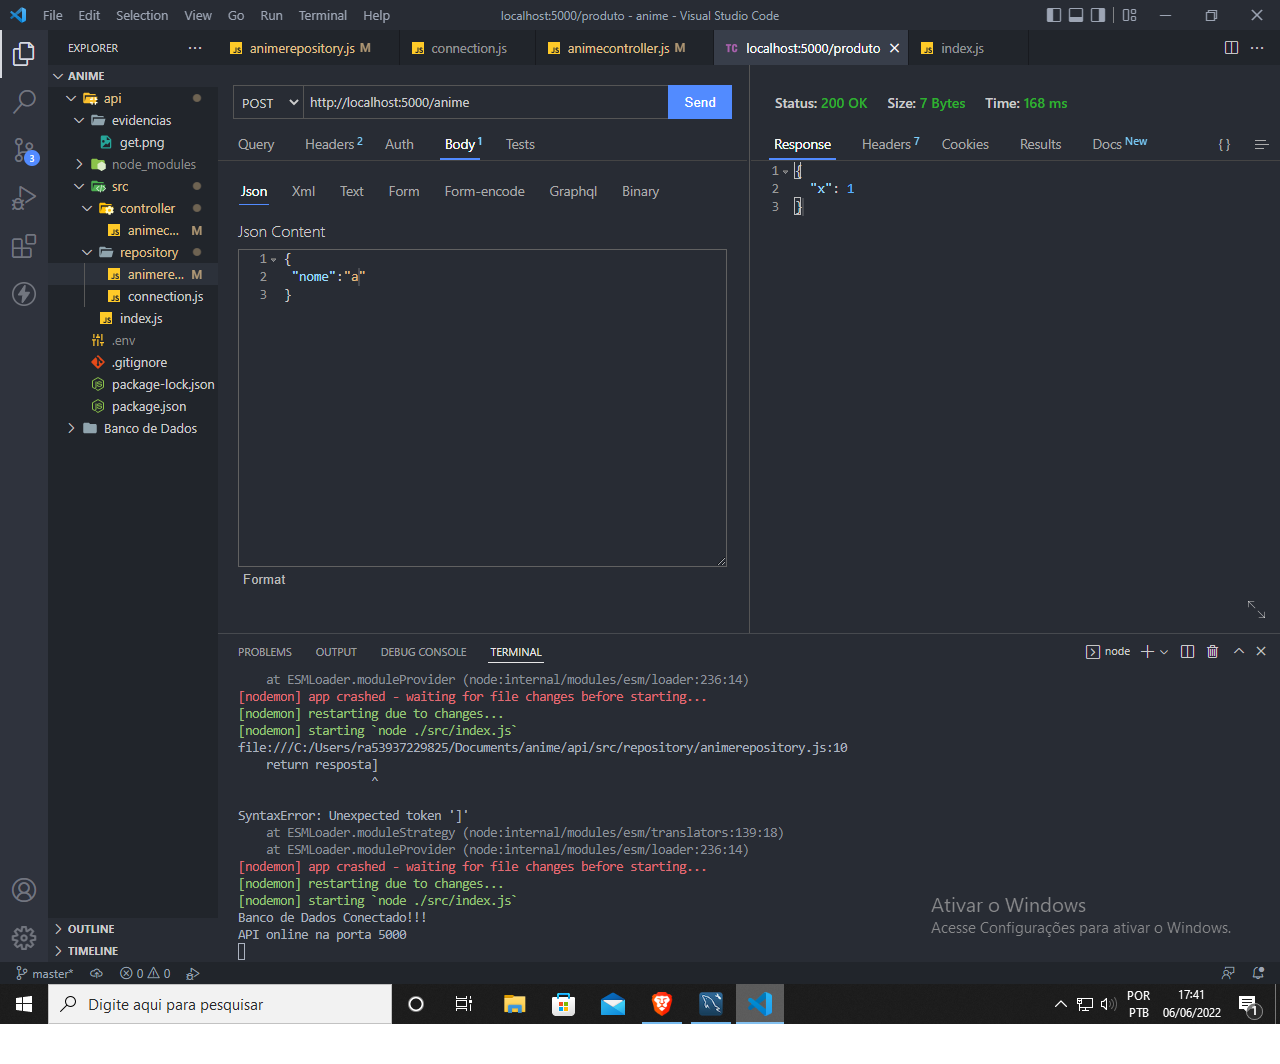 File Edit Selection View Go Run Terminal Help localhost:5000/produto - anime - Visual Studio Code
EXPLORER ··· JS animerepository.js M JS connection.js JS animecontroller.js M TC localhost:5000/produto JS index.js ···
ANIME
api
evidencias
get.png
node_modules
src
controller
JS animec... M
repository
JS animere... M
JS connection.js
JS index.js
.env
.gitignore
package-lock.json
package.json
Banco de Dados
OUTLINE
TIMELINE
3
POST http://localhost:5000/anime Send
Query Headers 2 Auth Body 1 Tests
Json Xml Text Form Form-encode Graphql Binary
Json Content
1 {
2 "nome":"a"
3 }
Format
Status: 200 OK Size: 7 Bytes Time: 168 ms
Response Headers 7 Cookies Results Docs New { }
1 {
2 "x": 1
3 }
PROBLEMS OUTPUT DEBUG CONSOLE TERMINAL node
at ESMLoader.moduleProvider (node:internal/modules/esm/loader:236:14)
[nodemon] app crashed - waiting for file changes before starting...
[nodemon] restarting due to changes...
[nodemon] starting `node ./src/index.js`
file:///C:/Users/ra53937229825/Documents/anime/api/src/repository/animerepository.js:10
return resposta]
^
SyntaxError: Unexpected token ']'
at ESMLoader.moduleStrategy (node:internal/modules/esm/translators:139:18)
at ESMLoader.moduleProvider (node:internal/modules/esm/loader:236:14)
[nodemon] app crashed - waiting for file changes before starting...
[nodemon] restarting due to changes...
[nodemon] starting `node ./src/index.js`
Banco de Dados Conectado!!!
API online na porta 5000
Ativar o Windows
Acesse Configurações para ativar o Windows.
master* 0 0
Digite aqui para pesquisar
POR
PTB
17:41
06/06/2022
1